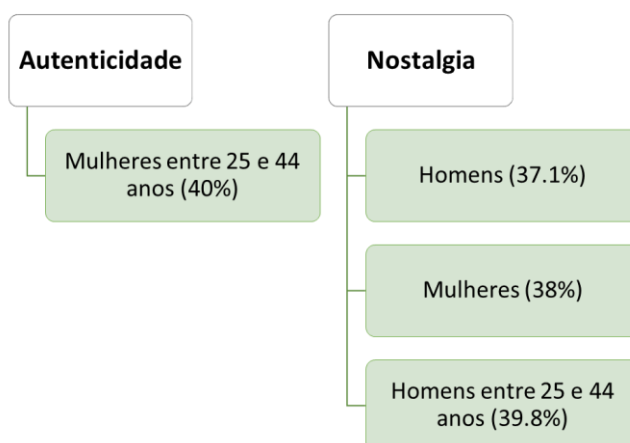 Autenticidade
Mulheres entre 25 e 44
anos (40%)
Nostalgia
Homens (37.1%)
Mulheres (38%)
Homens entre 25 e 44
anos (39.8%)